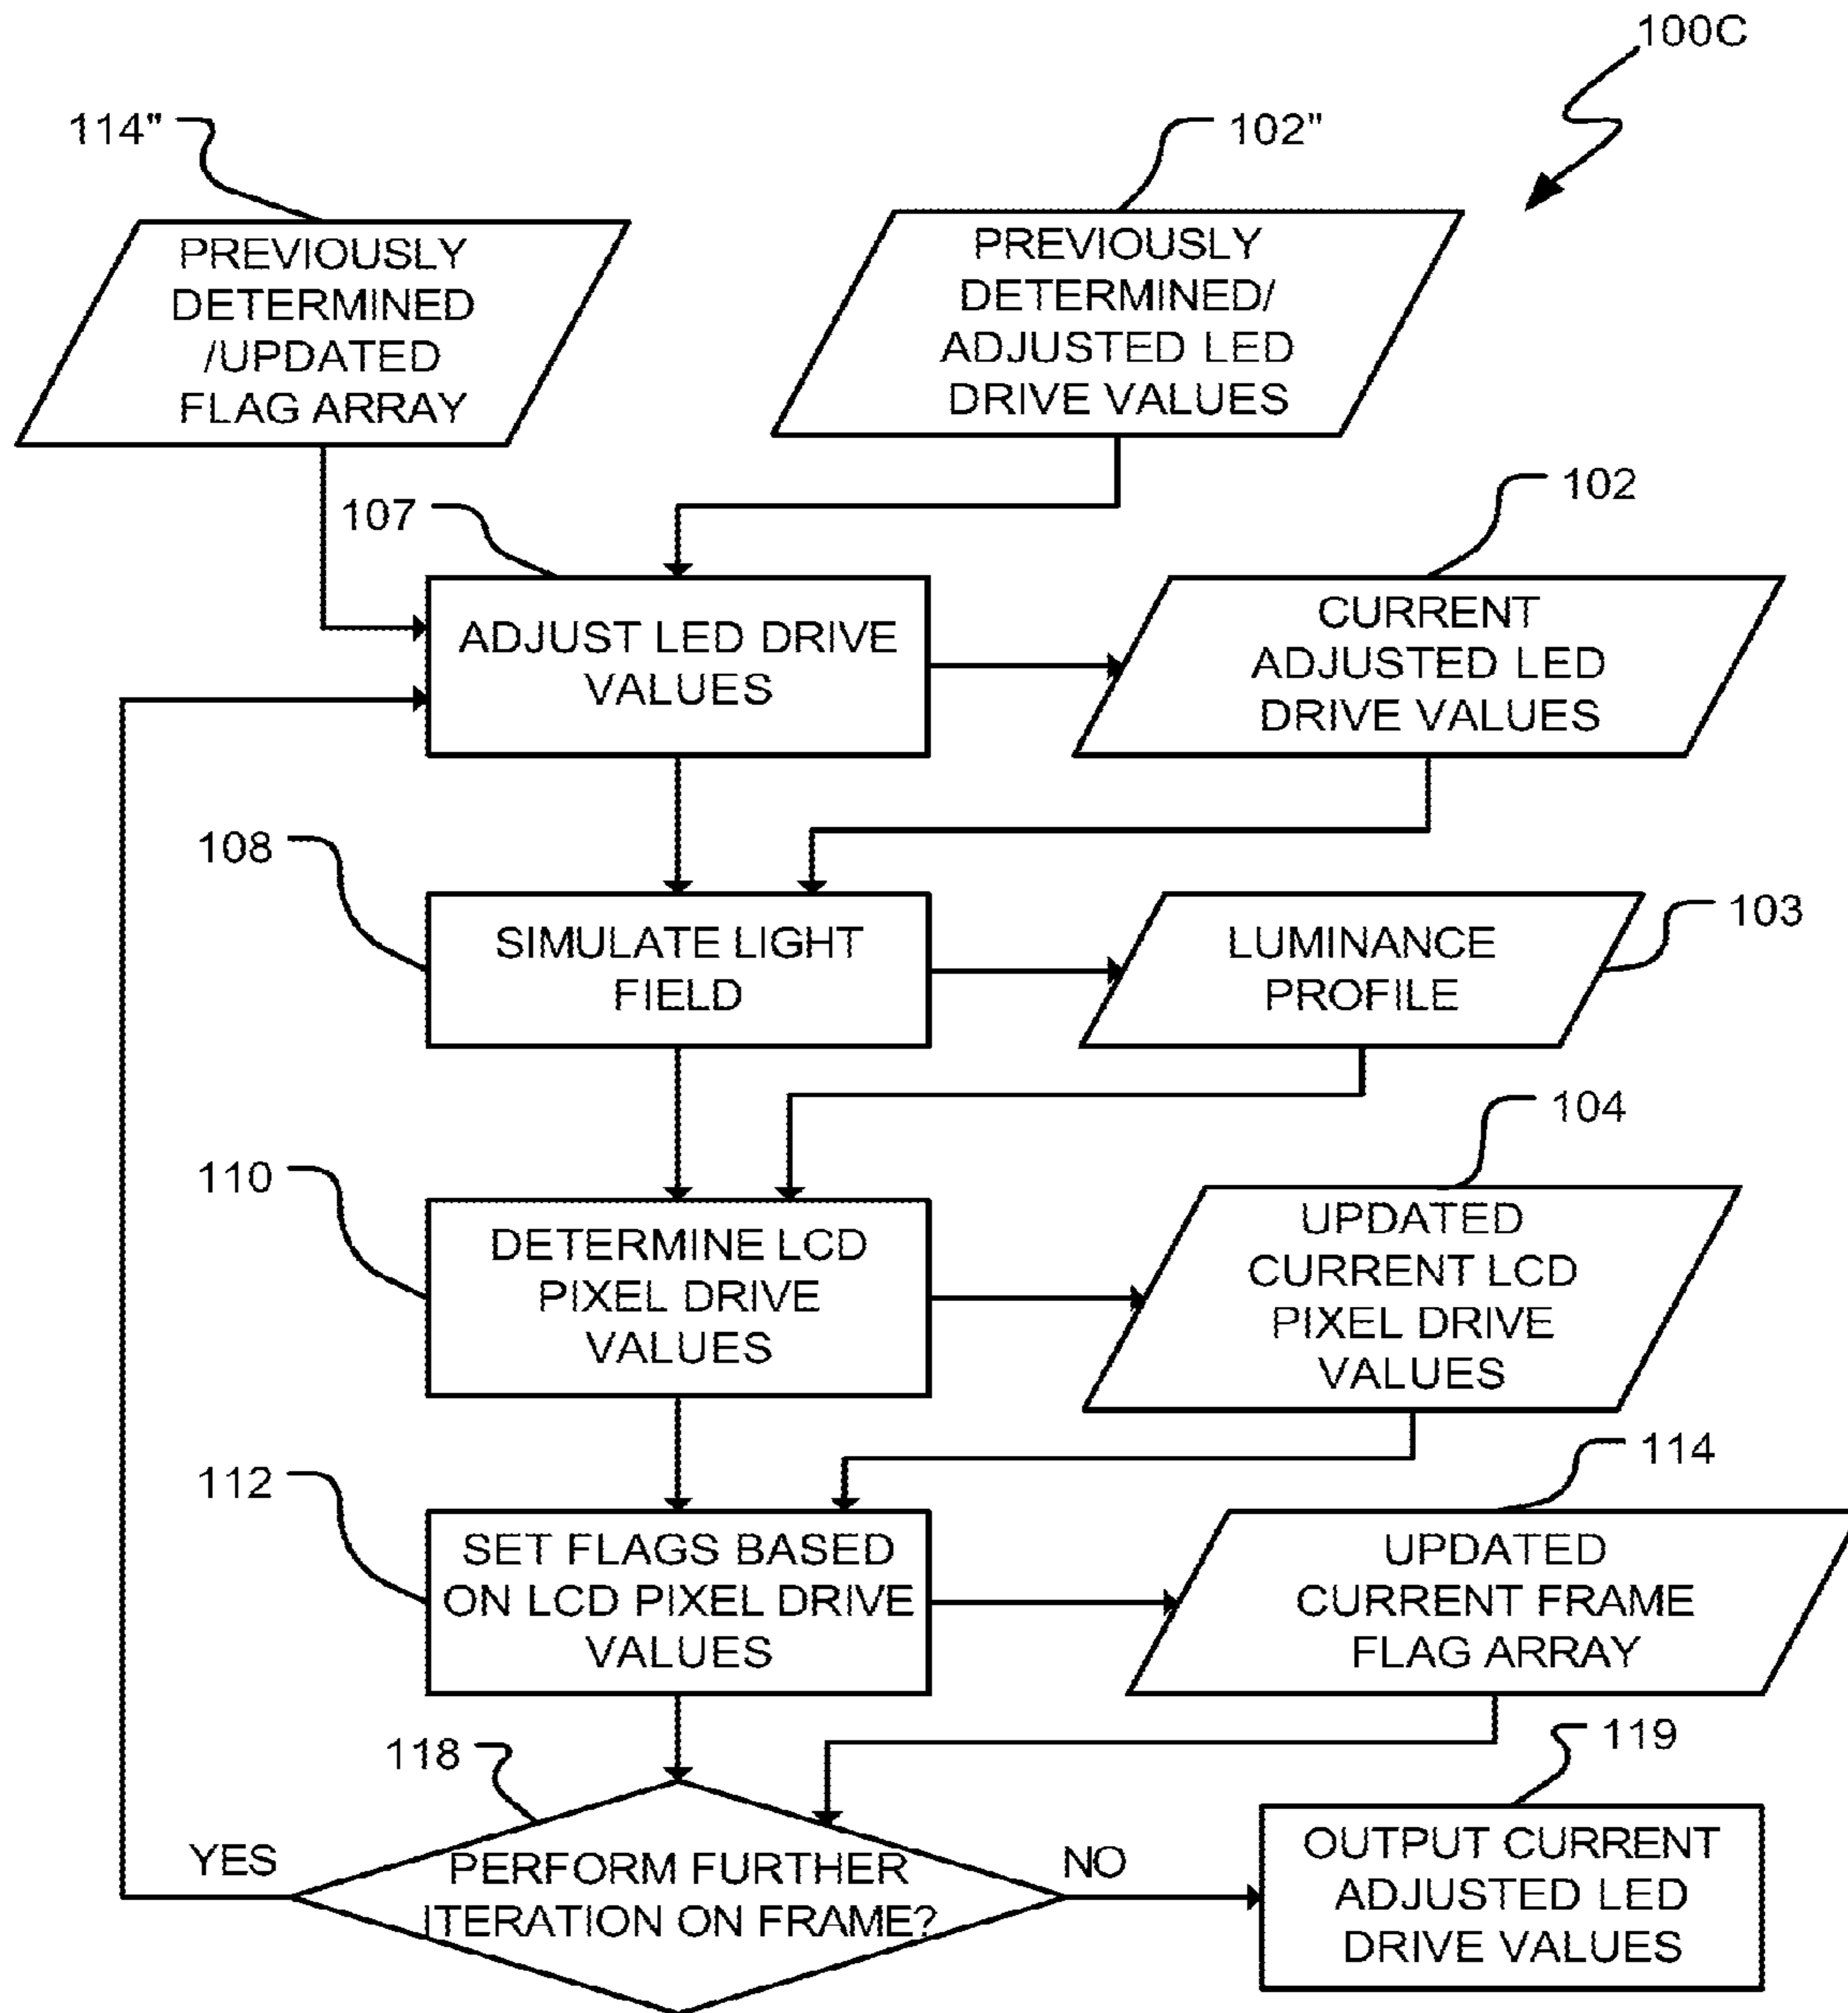 100C
114"
102"
PREVIOUSLY
DETERMINED
/UPDATED
FLAG ARRAY
PREVIOUSLY
DETERMINED/
ADJUSTED LED
DRIVE VALUES
107
102
ADJUST LED DRIVE
VALUES
CURRENT
ADJUSTED LED
DRIVE VALUES
108
SIMULATE LIGHT
FIELD
LUMINANCE
PROFILE
103
104
110
DETERMINE LCD
PIXEL DRIVE
VALUES
UPDATED
CURRENT LCD
PIXEL DRIVE
VALUES
114
112
SET FLAGS BASED
ON LCD PIXEL DRIVE
VALUES
UPDATED
CURRENT FRAME
FLAG ARRAY
118
119
YES
PERFORM FURTHER
ITERATION ON FRAME?
NO
OUTPUT CURRENT
ADJUSTED LED
DRIVE VALUES